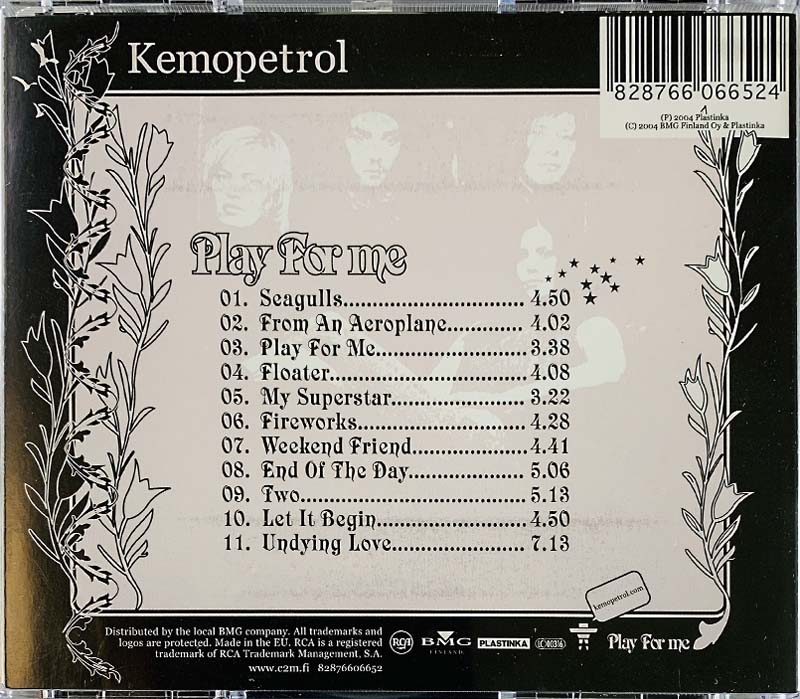 Kemopetrol
828766 066524
(P) 2004 Plastinka
(C) 2004 BMG Finland Oy & Plastinka
Play For me
01. Seagulls................................ 4.50
02. From An Aeroplane............. 4.02
03. Play For Me.......................... 3.38
04. Floater.................................. 4.08
05. My Superstar....................... 3.22
06. Fireworks............................. 4.28
07. Weekend Friend................... 4.41
08. End Of The Day.................... 5.06
09. Two....................................... 5.13
10. Let It Begin.......................... 4.50
11. Undying Love....................... 7.13
kemopetrol.com
Distributed by the local BMG company. All trademarks and
logos are protected. Made in the EU. RCA is a registered
trademark of RCA Trademark Management, S.A.
www.c2m.fi 82876606652
RCA
BMG
FINLAND
PLASTINKA
LC 00316
Play For me